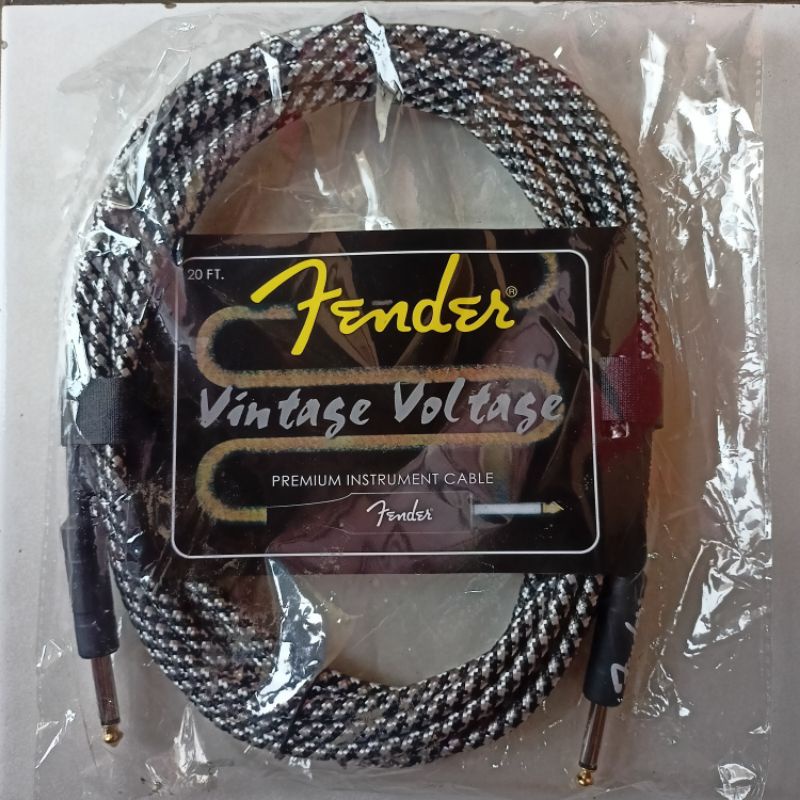 20 FT.
Fender®
Vintage Voltage
PREMIUM INSTRUMENT CABLE
Fender